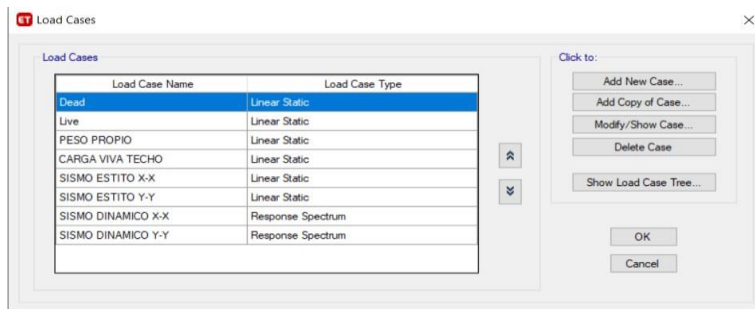 ET Load Cases
Load Cases
Load Case Name Load Case Type
Dead Linear Static
Live Linear Static
PESO PROPIO Linear Static
CARGA VIVA TECHO Linear Static
SISMO ESTITO X-X Linear Static
SISMO ESTITO Y-Y Linear Static
SISMO DINAMICO X-X Response Spectrum
SISMO DINAMICO Y-Y Response Spectrum
Click to:
Add New Case...
Add Copy of Case...
Modify/Show Case...
Delete Case
Show Load Case Tree...
OK
Cancel